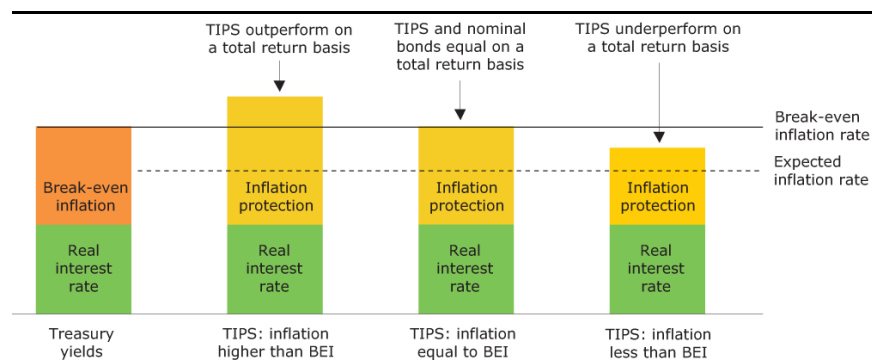 TIPS outperform on
a total return basis
TIPS and nominal
bonds equal on a
total return basis
TIPS underperform on
a total return basis
Break-even
inflation rate
Expected
inflation rate
Break-even
inflation
Inflation
protection
Inflation
protection
Inflation
protection
Real
interest
rate
Real
interest
rate
Real
interest
rate
Real
interest
rate
Treasury
yields
TIPS: inflation
higher than BEI
TIPS: inflation
equal to BEI
TIPS: inflation
less than BEI